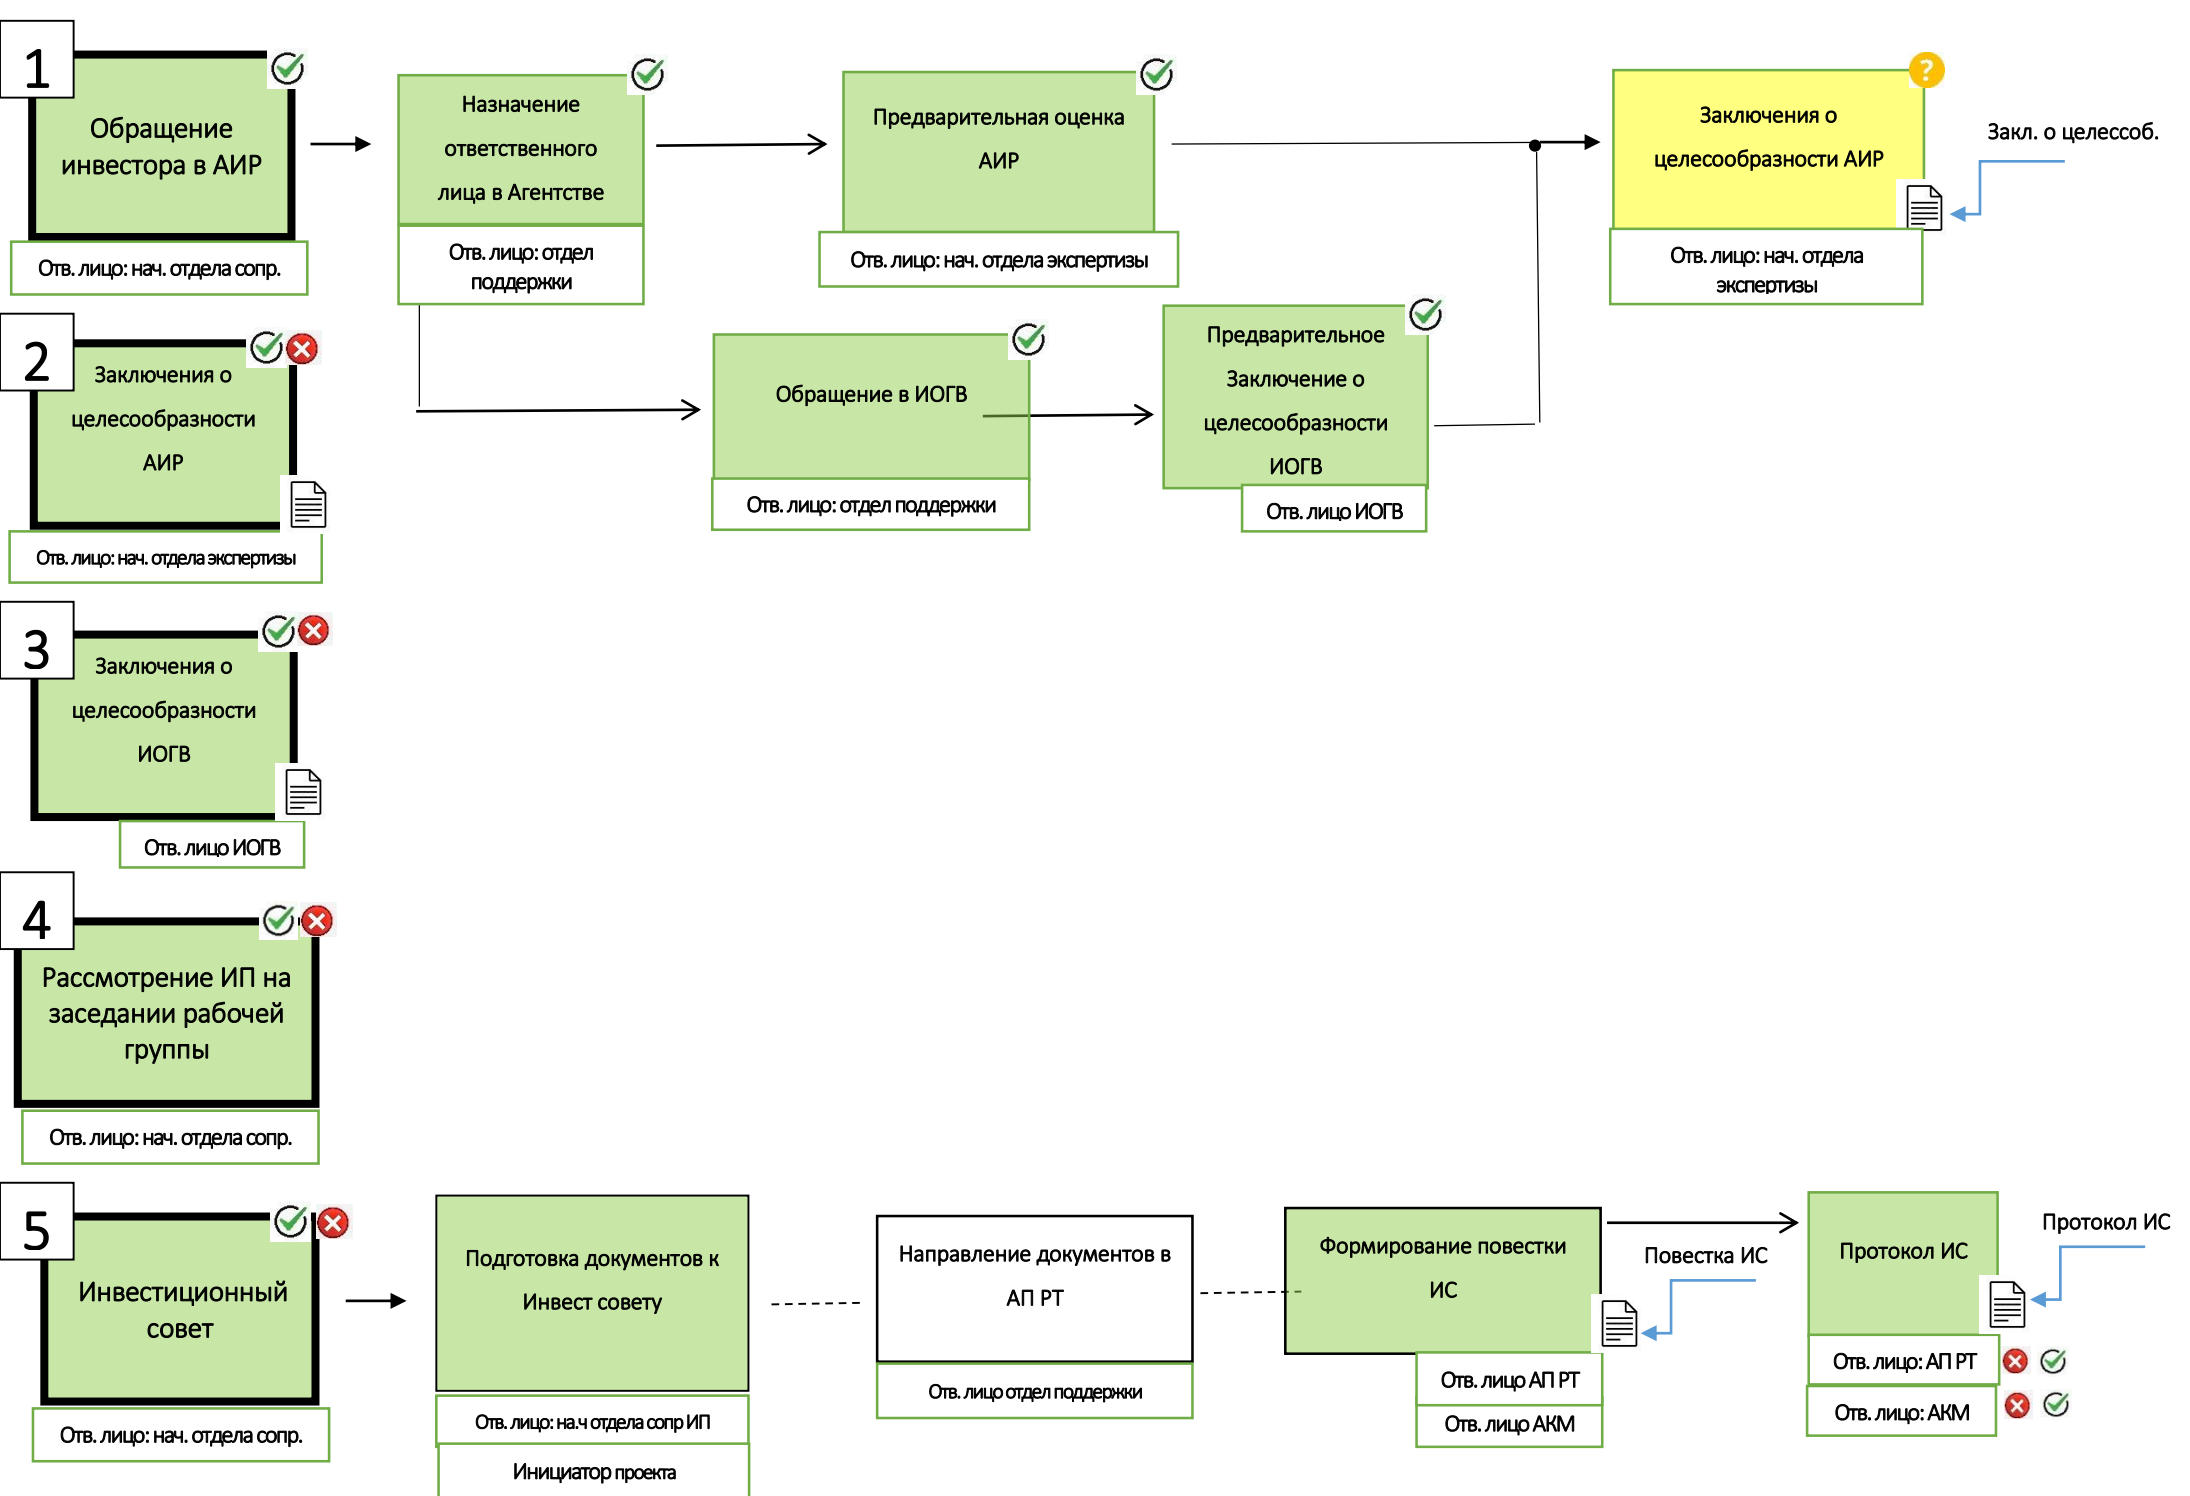 1
Обращение
инвестора в АИР
Отв. лицо: нач. отдела сопр.
Назначение
ответственного
лица в Агентстве
Отв. лицо: отдел
поддержки
Предварительная оценка
АИР
Отв. лицо: нач. отдела экспертизы
?
Заключения о
целесообразности АИР
Отв. лицо: нач. отдела
экспертизы
Закл. о целессоб.
2
Заключения о
целесообразности
АИР
Отв. лицо: нач. отдела экспертизы
Обращение в ИОГВ
Отв. лицо: отдел поддержки
Предварительное
Заключение о
целесообразности
ИОГВ
Отв. лицо ИОГВ
3
Заключения о
целесообразности
ИОГВ
Отв. лицо ИОГВ
4
Рассмотрение ИП на
заседании рабочей
группы
Отв. лицо: нач. отдела сопр.
5
Инвестиционный
совет
Отв. лицо: нач. отдела сопр.
Подготовка документов к
Инвест совету
Отв. лицо: на.ч отдела сопр ИП
Инициатор проекта
Направление документов в
АП РТ
Отв. лицо отдел поддержки
Формирование повестки
ИС
Отв. лицо АП РТ
Отв. лицо АКМ
Повестка ИС
Протокол ИС
Отв. лицо: АП РТ
Отв. лицо: АКМ
Протокол ИС